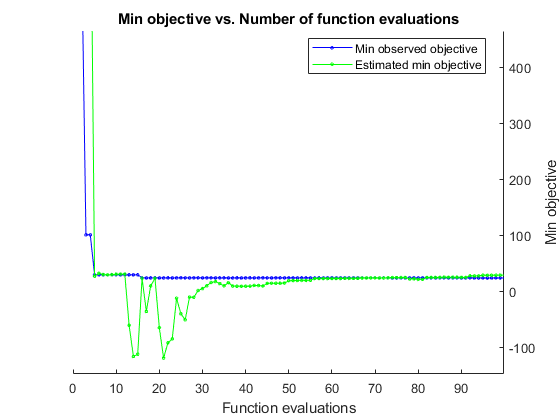 Min objective vs. Number of function evaluations
Min observed objective
Estimated min objective
400
300
200
100
0
-100
Min objective
0 10 20 30 40 50 60 70 80 90
Function evaluations